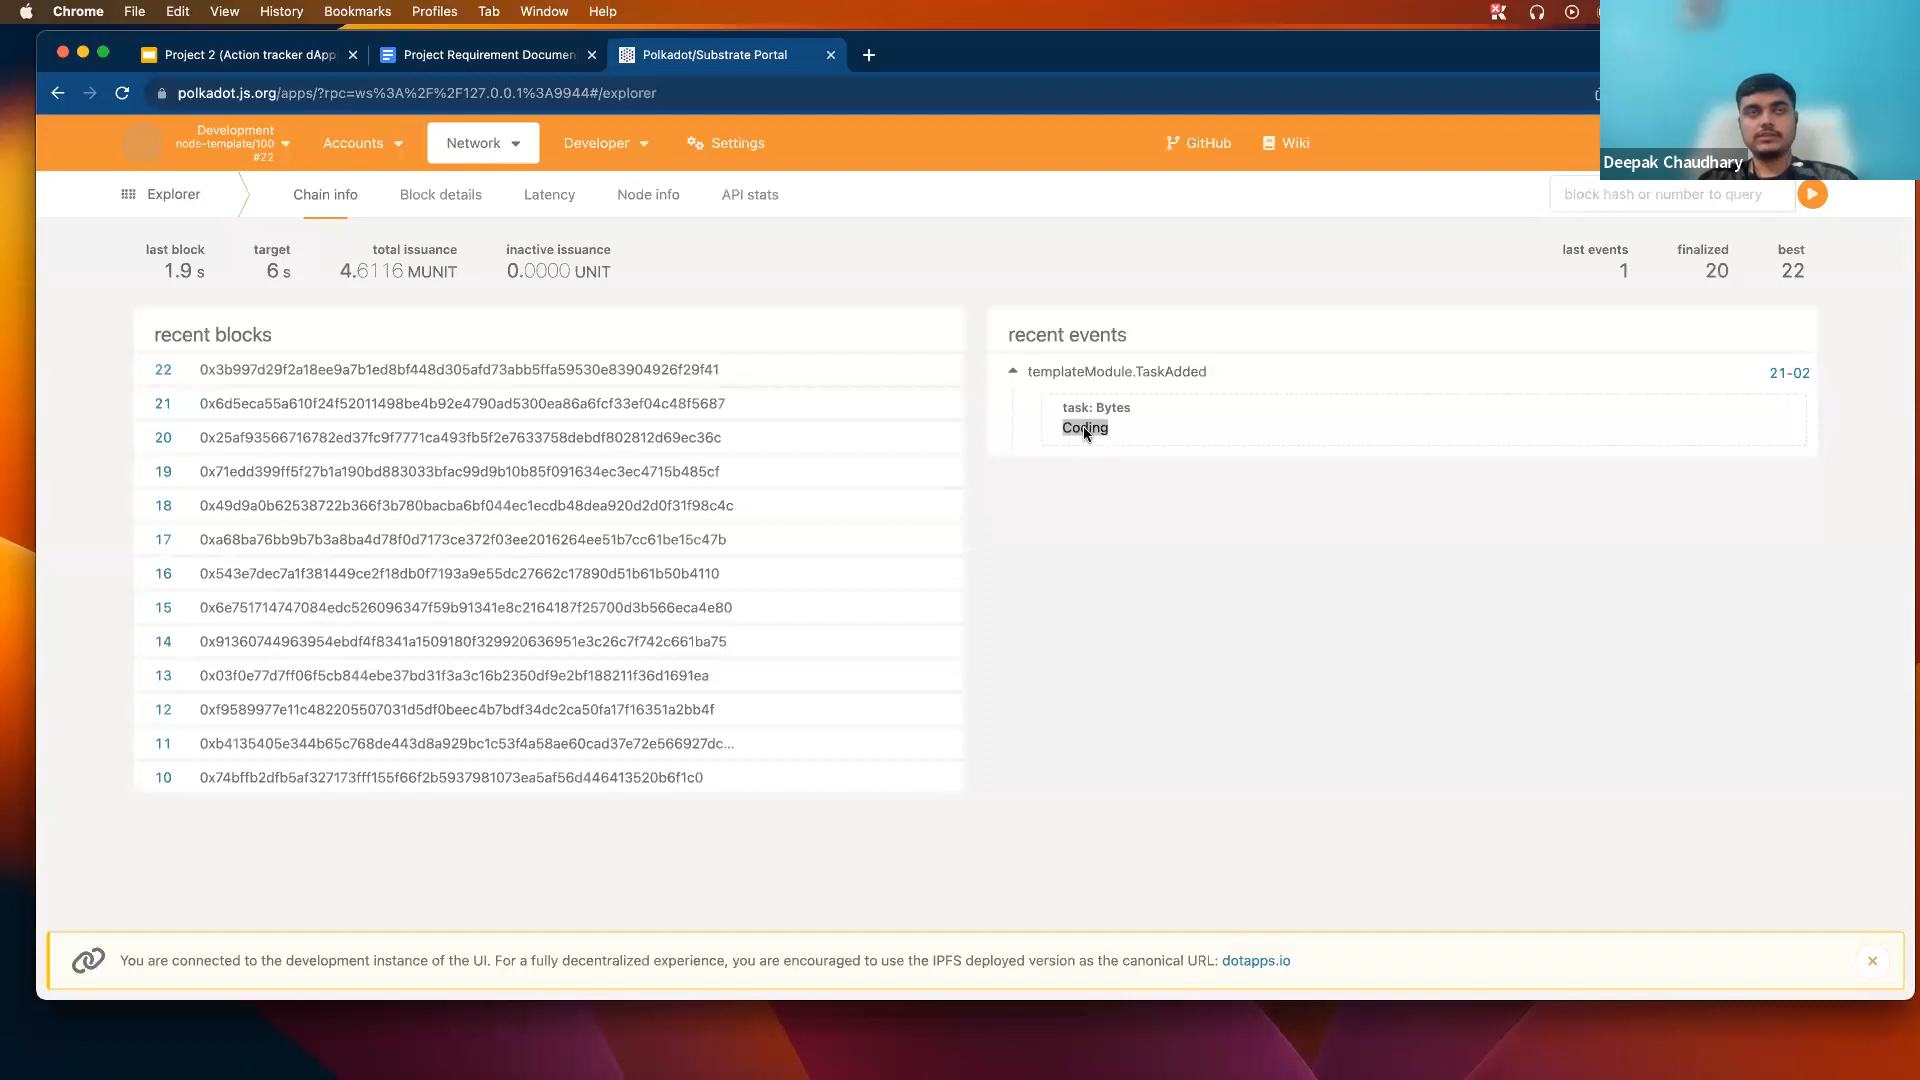 Chrome File Edit View History Bookmarks Profiles Tab Window Help
Project 2 (Action tracker dApp
Project Requirement Documen
Polkadot/Substrate Portal
polkadot.js.org/apps/?rpc=ws%3A%2F%2F127.0.0.1%3A9944#/explorer
Development
node-template/100
#22
Accounts
Network
Developer
Settings
GitHub
Wiki
Deepak Chaudhary
Explorer
Chain info
Block details
Latency
Node info
API stats
block hash or number to query
last block
1.9 s
target
6 s
total issuance
4.6116 MUNIT
inactive issuance
0.0000 UNIT
last events
1
finalized
20
best
22
recent blocks
22 0x3b997d29f2a18ee9a7b1ed8bf448d305afd73abb5ffa59530e83904926f29f41
21 0x6d5eca55a610f24f52011498be4b92e4790ad5300ea86a6fcf33ef04c48f5687
20 0x25af93566716782ed37fc9f7771ca493fb5f2e7633758debdf802812d69ec36c
19 0x71edd399ff5f27b1a190bd883033bfac99d9b10b85f091634ec3ec4715b485cf
18 0x49d9a0b62538722b366f3b780bacba6bf044ec1ecdb48dea920d2d0f31f98c4c
17 0xa68ba76bb9b7b3a8ba4d78f0d7173ce372f03ee2016264ee51b7cc61be15c47b
16 0x543e7dec7a1f381449ce2f18db0f7193a9e55dc27662c17890d51b61b50b4110
15 0x6e751714747084edc526096347f59b91341e8c2164187f25700d3b566eca4e80
14 0x91360744963954ebdf4f8341a1509180f329920636951e3c26c7f742c661ba75
13 0x03f0e77d7ff06f5cb844ebe37bd31f3a3c16b2350df9e2bf188211f36d1691ea
12 0xf9589977e11c482205507031d5df0beec4b7bdf34dc2ca50fa17f16351a2bb4f
11 0xb4135405e344b65c768de443d8a929bc1c53f4a58ae60cad37e72e566927dc...
10 0x74bffb2dfb5af327173fff155f66f2b5937981073ea5af56d446413520b6f1c0
recent events
templateModule.TaskAdded
21-02
task: Bytes
Coding
You are connected to the development instance of the UI. For a fully decentralized experience, you are encouraged to use the IPFS deployed version as the canonical URL: dotapps.io